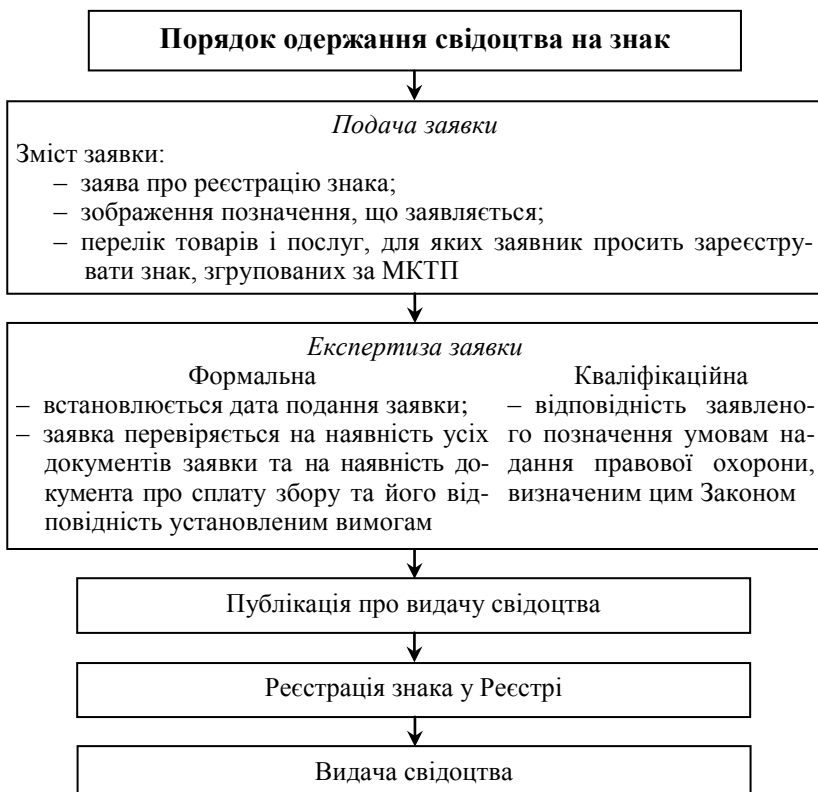 Порядок одержання свідоцтва на знак
Подача заявки
Зміст заявки:
– заява про реєстрацію знака;
– зображення позначення, що заявляється;
– перелік товарів і послуг, для яких заявник просить зареєстру-
вати знак, згрупованих за МКТП
Експертиза заявки
Формальна
– встановлюється дата подання заявки;
– заявка перевіряється на наявність усіх
документів заявки та на наявність до-
кумента про сплату збору та його від-
повідність установленим вимогам
Кваліфікаційна
– відповідність заявлено-
го позначення умовам на-
дання правової охорони,
визначеним цим Законом
Публікація про видачу свідоцтва
Реєстрація знака у Реєстрі
Видача свідоцтва